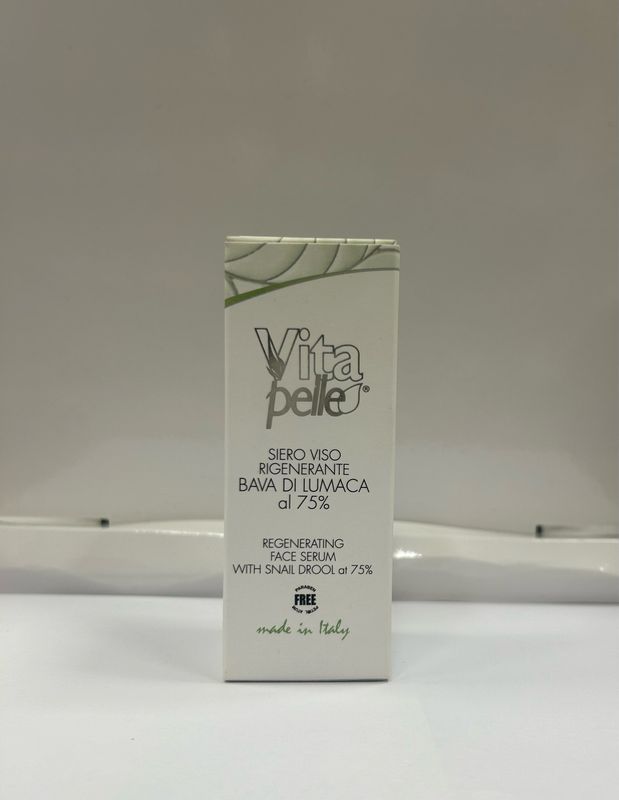 Vita
pelle®
SIERO VISO
RIGENERANTE
BAVA DI LUMACA
al 75%
REGENERATING
FACE SERUM
WITH SNAIL DROOL at 75%
PARABEN
FREE
made in Italy